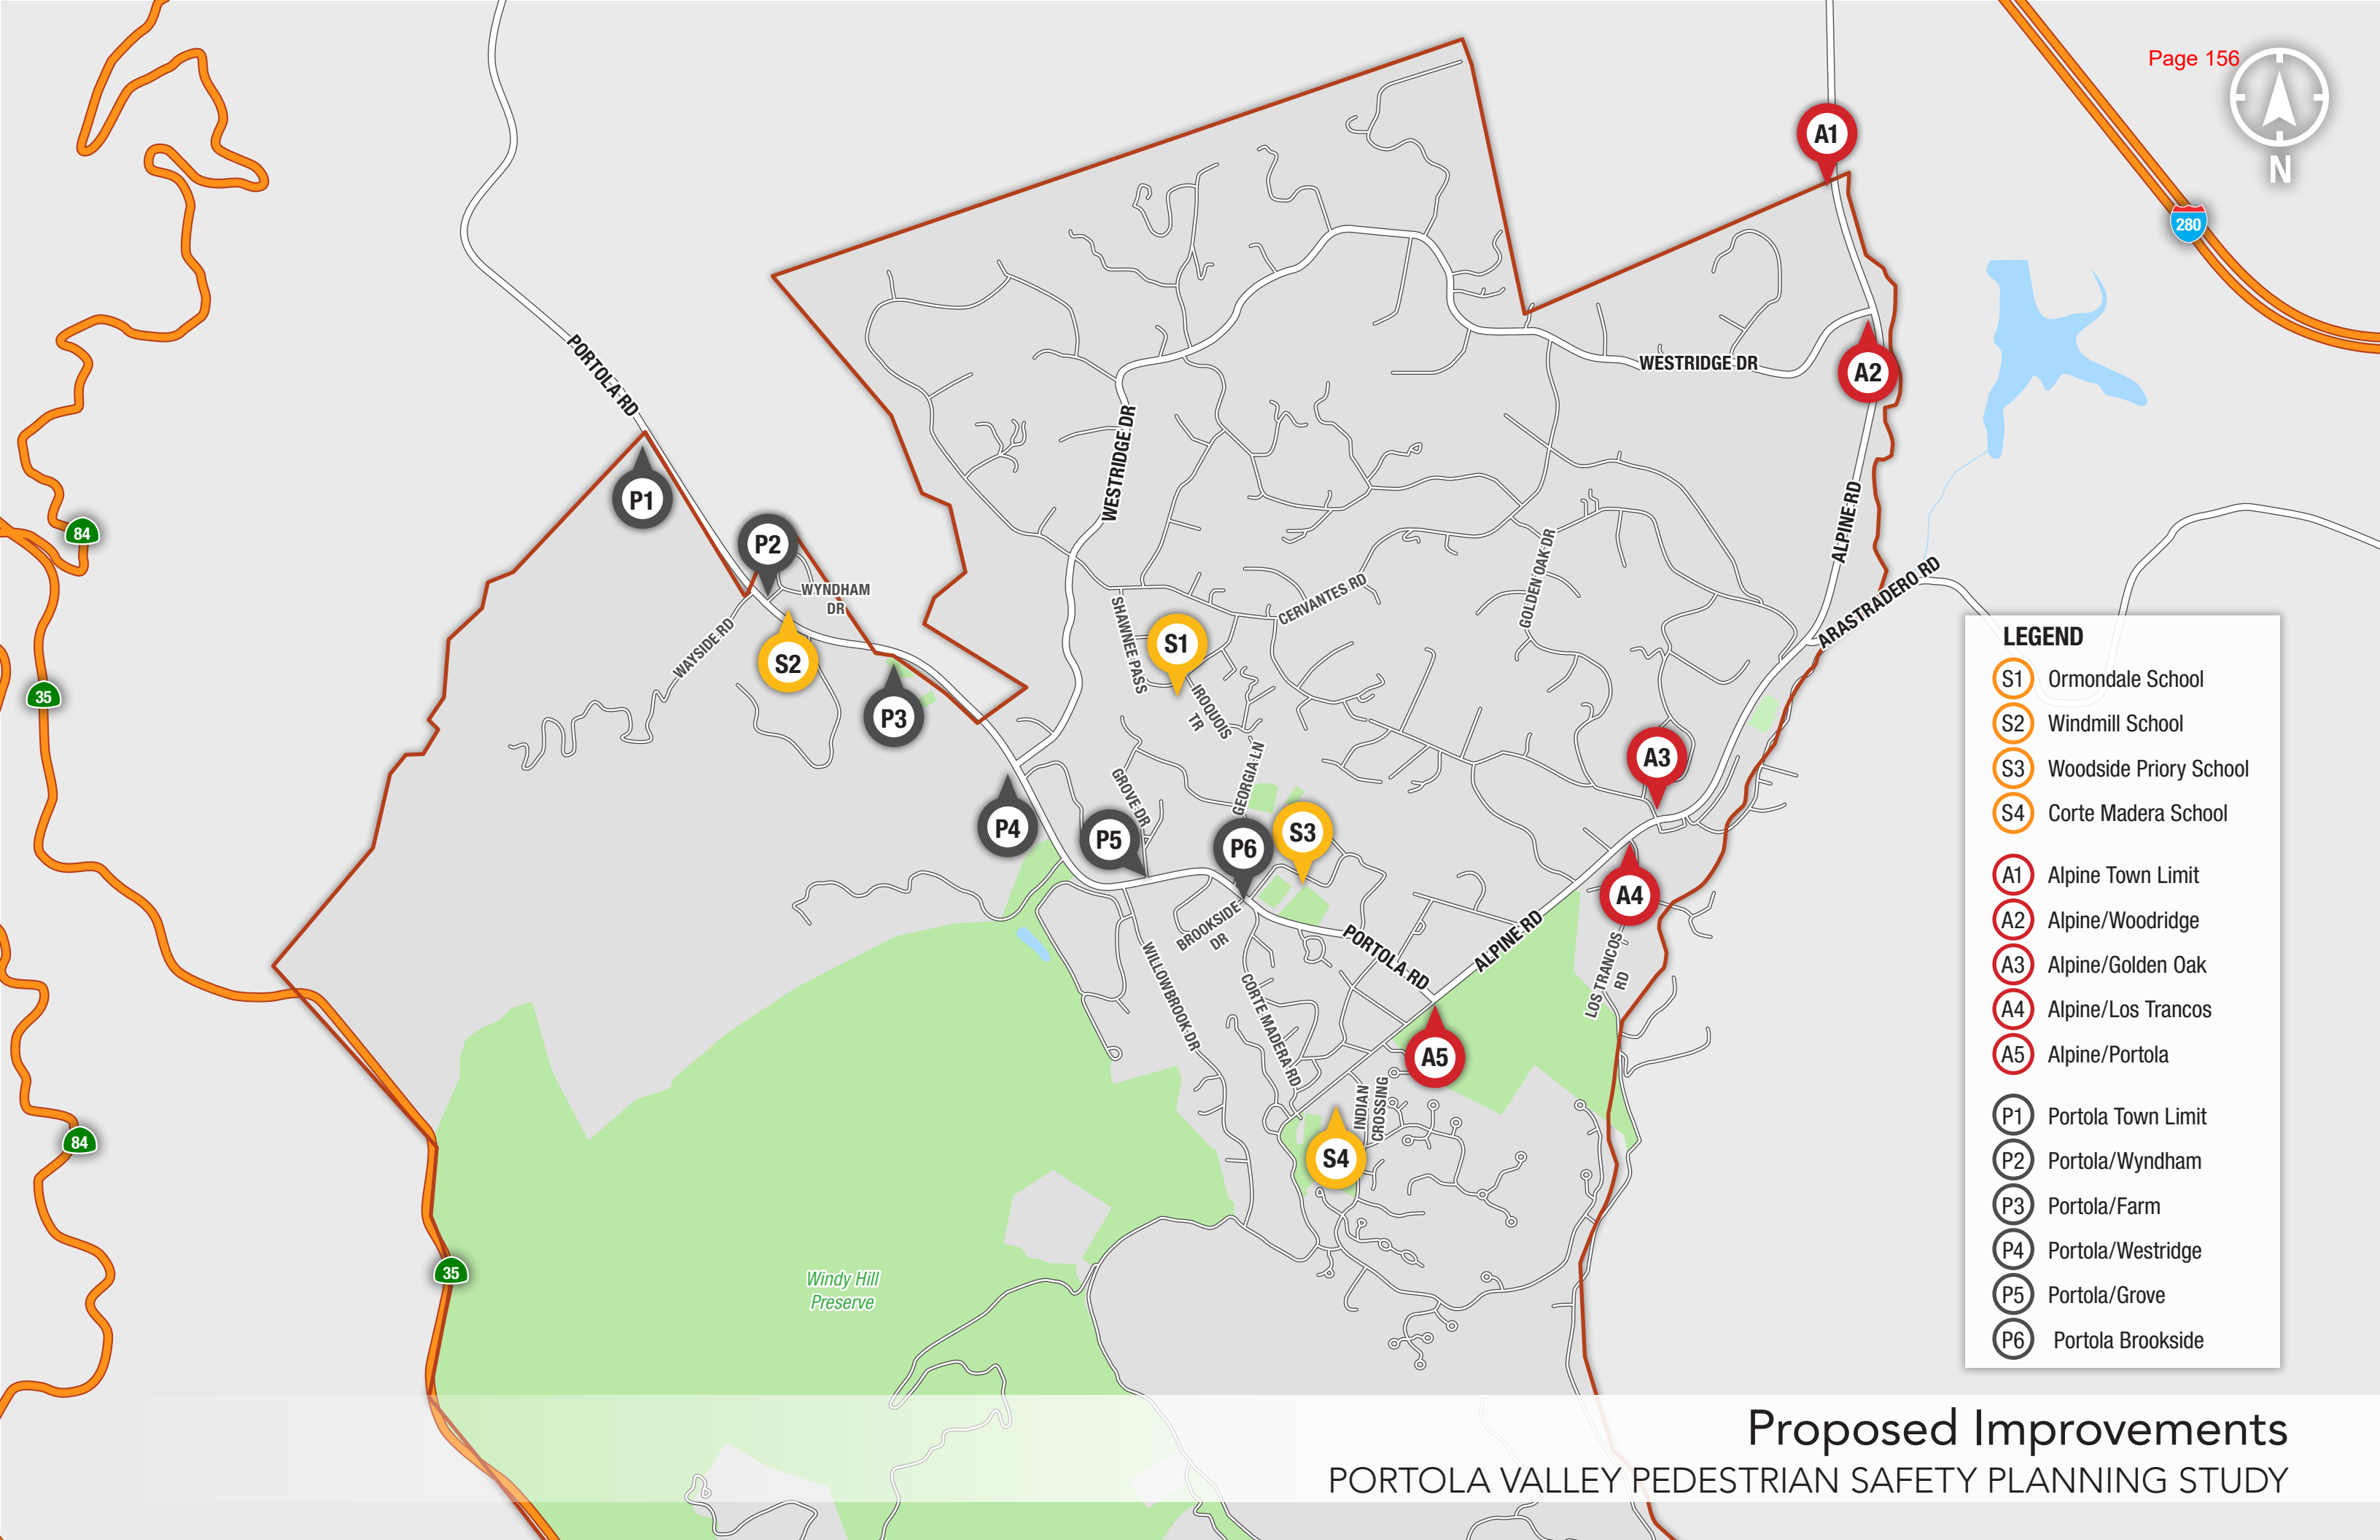 Page 156
N
A1
280
PORTOLA RD
WESTRIDGE DR
A2
WESTRIDGE DR
P1
ALPINE RD
84
P2
WYNDHAM
DR
GOLDEN OAK DR
CERVANTES RD
ARASTRADERO RD
SHAWNEE PASS
S1
WAYSIDE RD
S2
35
P3
IROQUOIS
TR
A3
GEORGIA LN
GROVE DR
P4
P5
P6
S3
A4
BROOKSIDE
DR
PORTOLA RD
ALPINE RD
LOS TRANCOS
RD
WILLOWBROOK DR
CORTE MADERA RD
A5
INDIAN
CROSSING
S4
84
35
Windy Hill
Preserve
LEGEND
S1 Ormondale School
S2 Windmill School
S3 Woodside Priory School
S4 Corte Madera School
A1 Alpine Town Limit
A2 Alpine/Woodridge
A3 Alpine/Golden Oak
A4 Alpine/Los Trancos
A5 Alpine/Portola
P1 Portola Town Limit
P2 Portola/Wyndham
P3 Portola/Farm
P4 Portola/Westridge
P5 Portola/Grove
P6 Portola Brookside
Proposed Improvements
PORTOLA VALLEY PEDESTRIAN SAFETY PLANNING STUDY